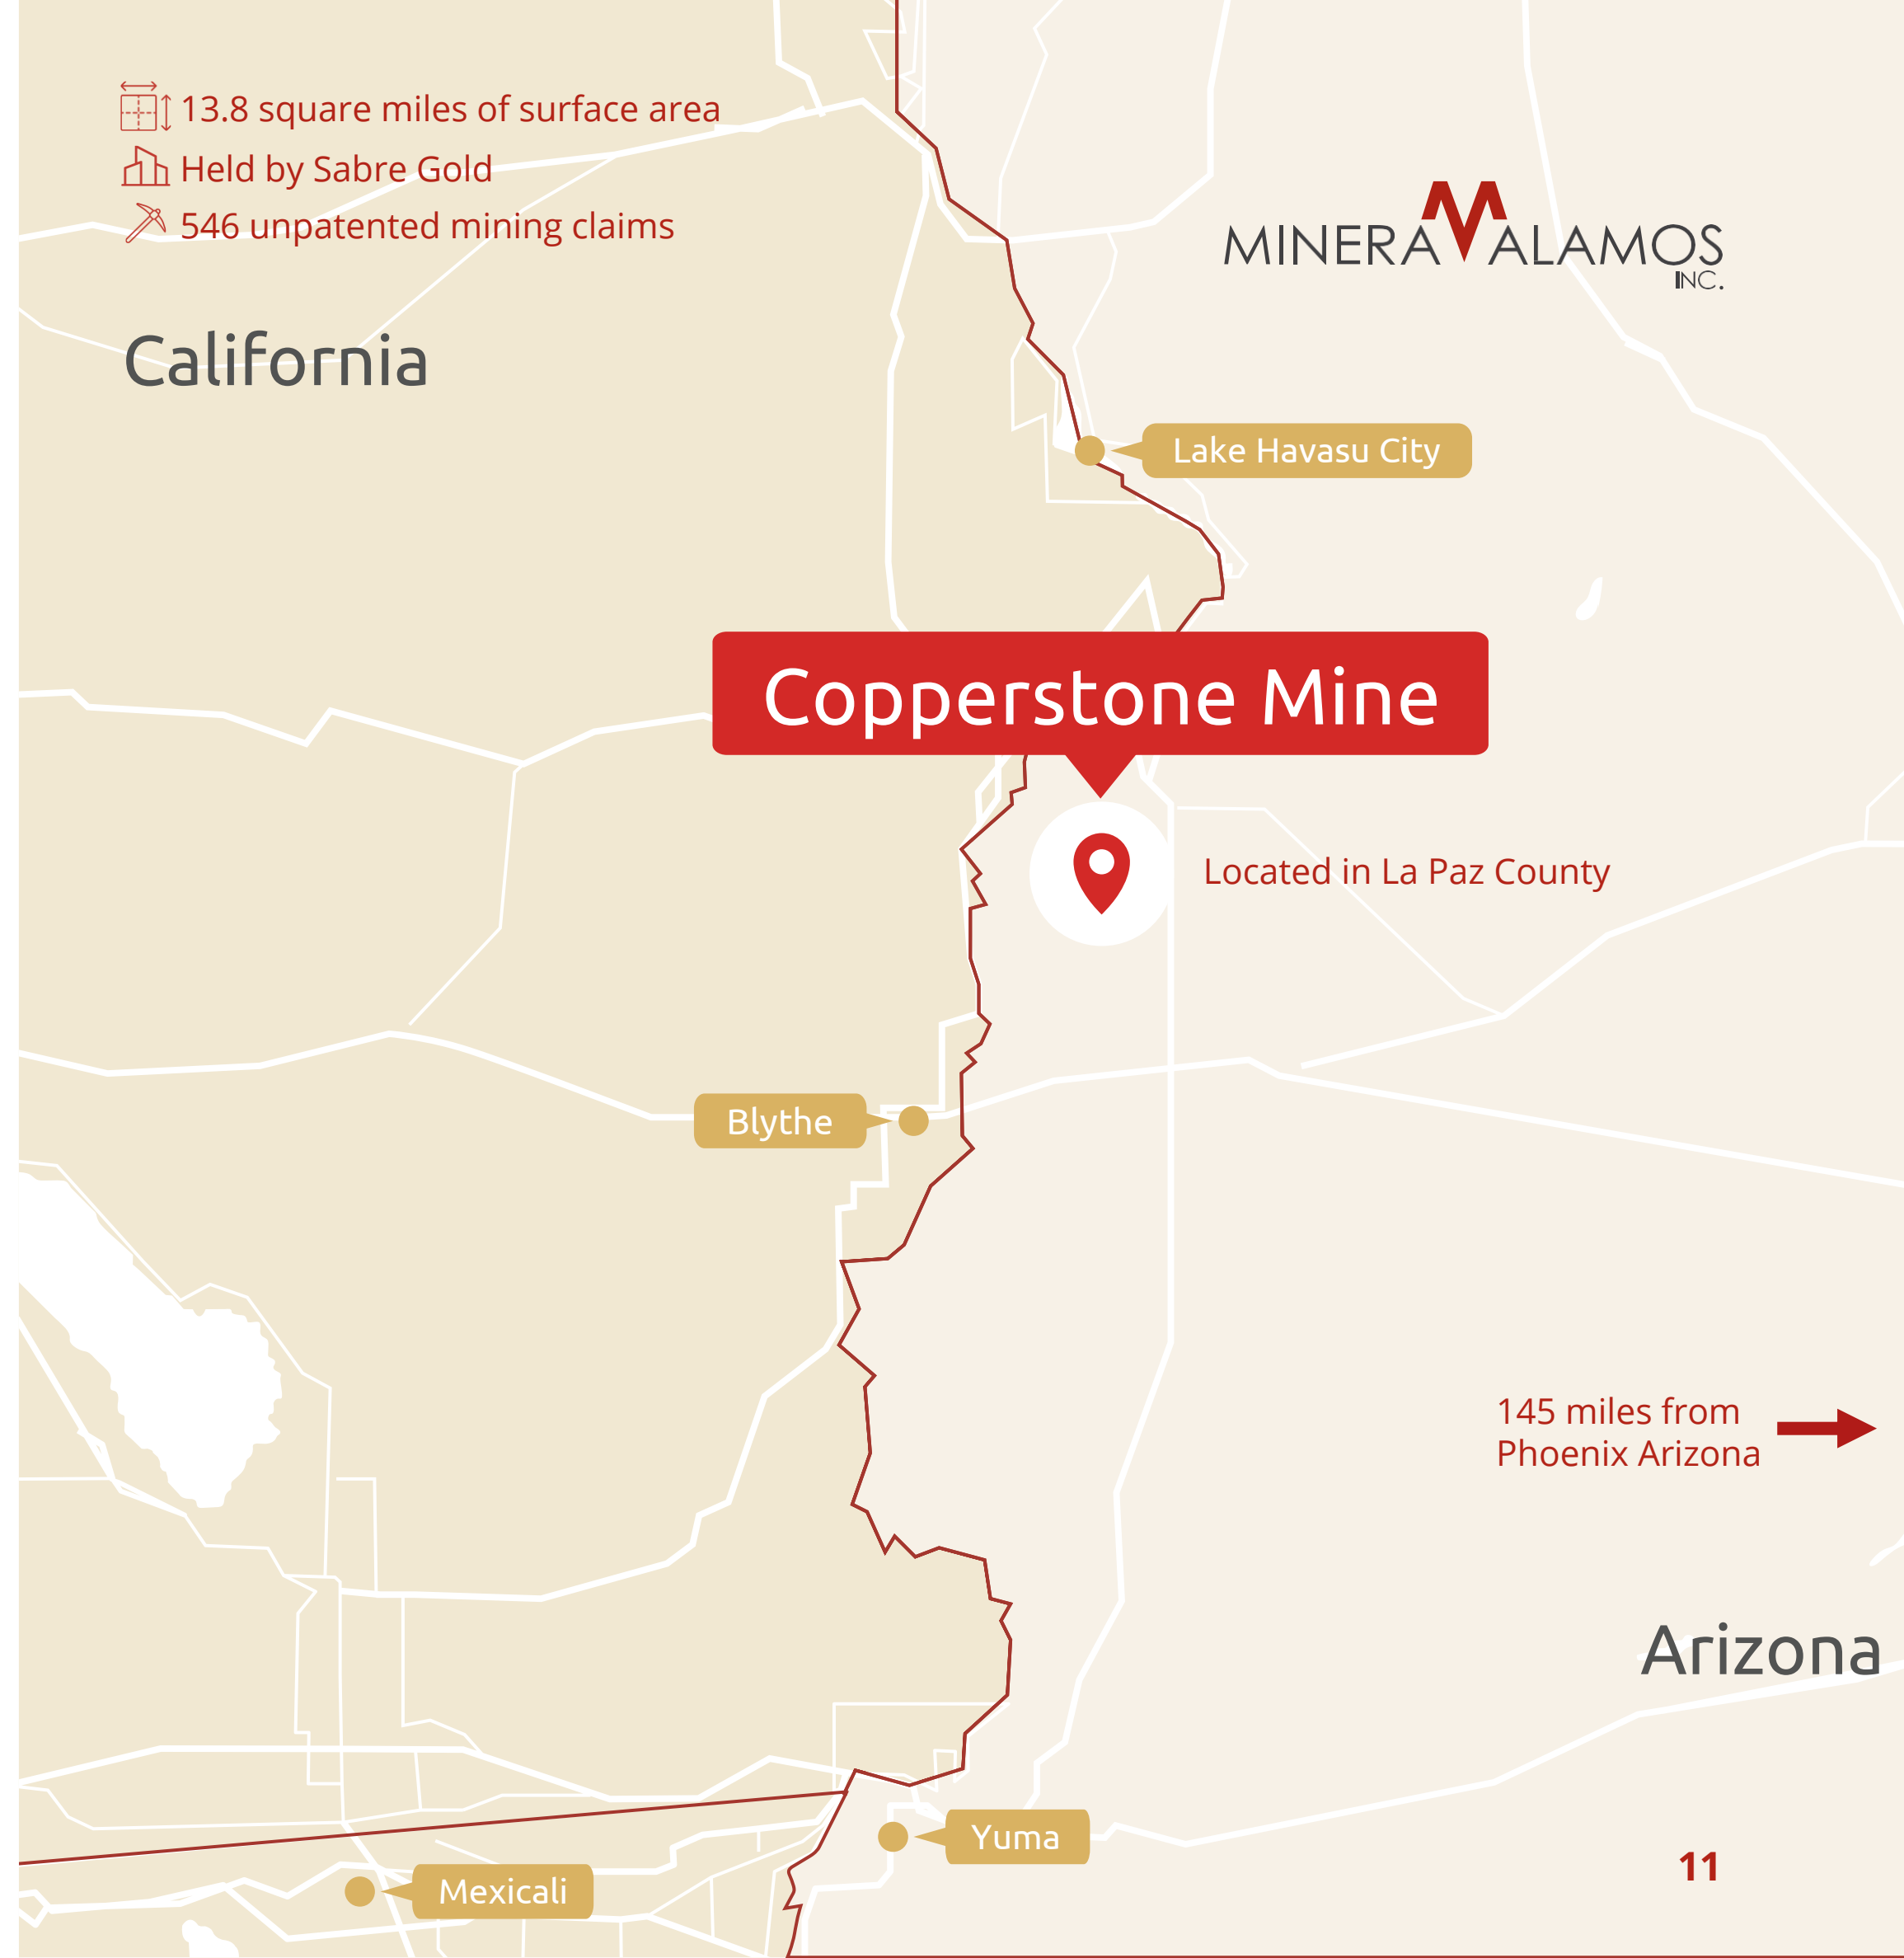 13.8 square miles of surface area
Held by Sabre Gold
546 unpatented mining claims
MINERA ALAMOS
INC.
California
Lake Havasu City
Copperstone Mine
Located in La Paz County
Blythe
145 miles from
Phoenix Arizona
Arizona
Yuma
11
Mexicali